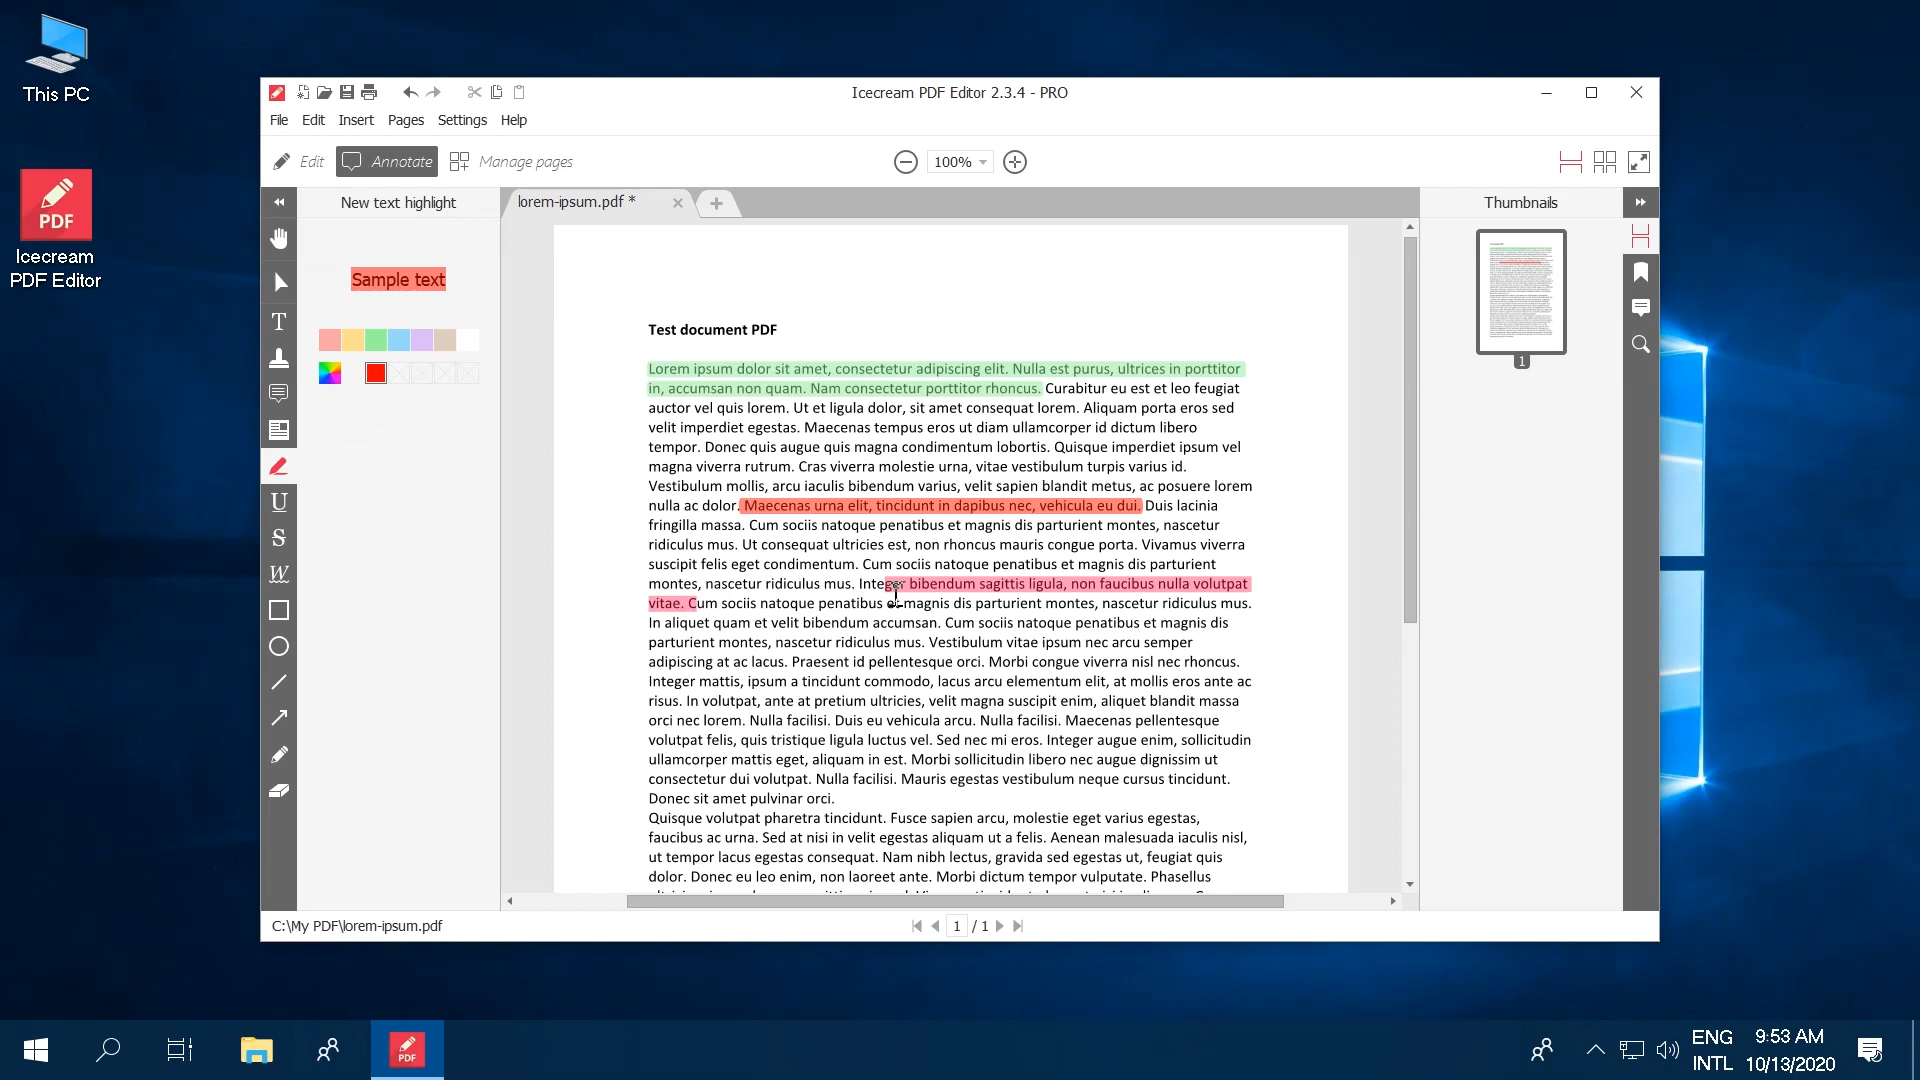 This PC
PDF
Icecream
PDF Editor
Icecream PDF Editor 2.3.4 - PRO
File Edit Insert Pages Settings Help
Edit Annotate Manage pages 100%
New text highlight
lorem-ipsum.pdf *
Thumbnails
Sample text
1
Test document PDF
Lorem ipsum dolor sit amet, consectetur adipiscing elit. Nulla est purus, ultrices in porttitor
in, accumsan non quam. Nam consectetur porttitor rhoncus. Curabitur eu est et leo feugiat
auctor vel quis lorem. Ut et ligula dolor, sit amet consequat lorem. Aliquam porta eros sed
velit imperdiet egestas. Maecenas tempus eros ut diam ullamcorper id dictum libero
tempor. Donec quis augue quis magna condimentum lobortis. Quisque imperdiet ipsum vel
magna viverra rutrum. Cras viverra molestie urna, vitae vestibulum turpis varius id.
Vestibulum mollis, arcu iaculis bibendum varius, velit sapien blandit metus, ac posuere lorem
nulla ac dolor. Maecenas urna elit, tincidunt in dapibus nec, vehicula eu dui. Duis lacinia
fringilla massa. Cum sociis natoque penatibus et magnis dis parturient montes, nascetur
ridiculus mus. Ut consequat ultricies est, non rhoncus mauris congue porta. Vivamus viverra
suscipit felis eget condimentum. Cum sociis natoque penatibus et magnis dis parturient
montes, nascetur ridiculus mus. Integer bibendum sagittis ligula, non faucibus nulla volutpat
vitae. Cum sociis natoque penatibus et magnis dis parturient montes, nascetur ridiculus mus.
In aliquet quam et velit bibendum accumsan. Cum sociis natoque penatibus et magnis dis
parturient montes, nascetur ridiculus mus. Vestibulum vitae ipsum nec arcu semper
adipiscing at ac lacus. Praesent id pellentesque orci. Morbi congue viverra nisl nec rhoncus.
Integer mattis, ipsum a tincidunt commodo, lacus arcu elementum elit, at mollis eros ante ac
risus. In volutpat, ante at pretium ultricies, velit magna suscipit enim, aliquet blandit massa
orci nec lorem. Nulla facilisi. Duis eu vehicula arcu. Nulla facilisi. Maecenas pellentesque
volutpat felis, quis tristique ligula luctus vel. Sed nec mi eros. Integer augue enim, sollicitudin
ullamcorper mattis eget, aliquam in est. Morbi sollicitudin libero nec augue dignissim ut
consectetur dui volutpat. Nulla facilisi. Mauris egestas vestibulum neque cursus tincidunt.
Donec sit amet pulvinar orci.
Quisque volutpat pharetra tincidunt. Fusce sapien arcu, molestie eget varius egestas,
faucibus ac urna. Sed at nisi in velit egestas aliquam ut a felis. Aenean malesuada iaculis nisl,
ut tempor lacus egestas consequat. Nam nibh lectus, gravida sed egestas ut, feugiat quis
dolor. Donec eu leo enim, non laoreet ante. Morbi dictum tempor vulputate. Phasellus
C:\My PDF\lorem-ipsum.pdf
1 / 1
PDF
ENG
INTL
9:53 AM
10/13/2020